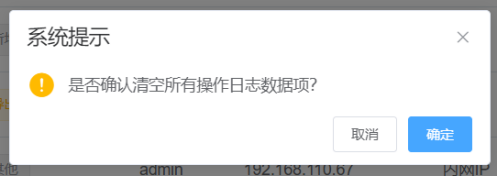 系统提示
是否确认清空所有操作日志数据项?
取消
确定
admin
192.168.110.67
内网IP